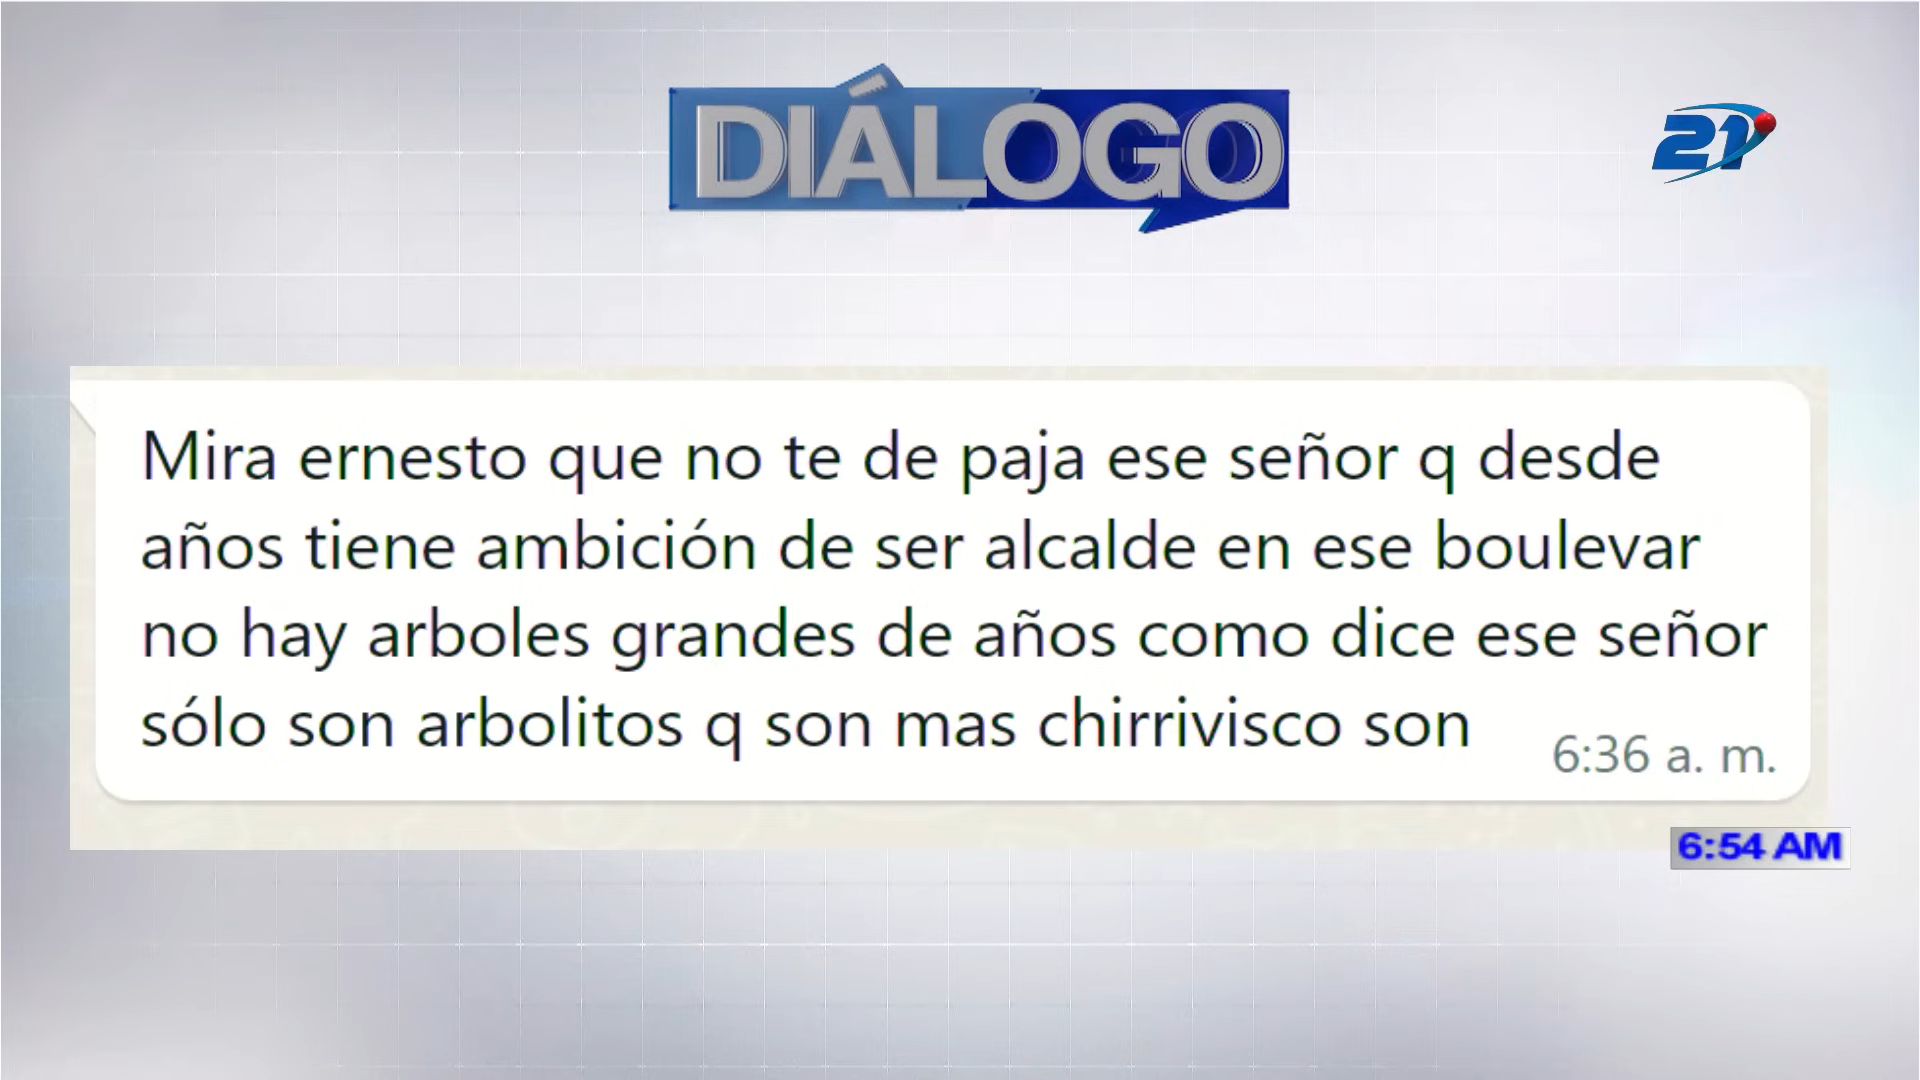 DIÁLOGO
21
Mira ernesto que no te de paja ese señor q desde
años tiene ambición de ser alcalde en ese boulevar
no hay arboles grandes de años como dice ese señor
sólo son arbolitos q son mas chirrivisco son
6:36 a. m.
6:54 AM